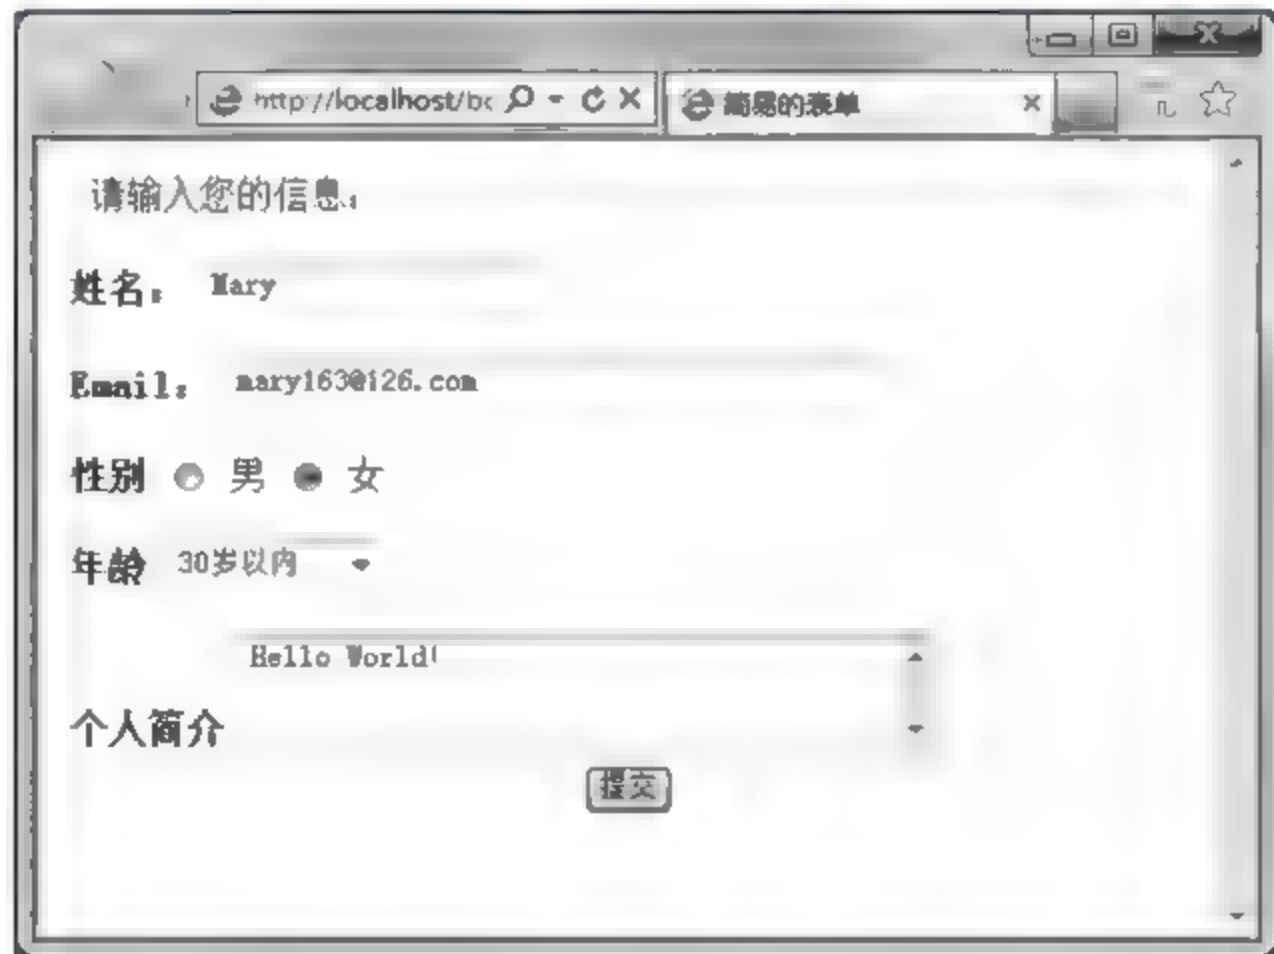 http://localhost/bc
简易的表单
请输入您的信息：
姓名： Mary
Email： mary163@126.com
性别 男 女
年龄 30岁以内
Hello World!
个人简介
提交